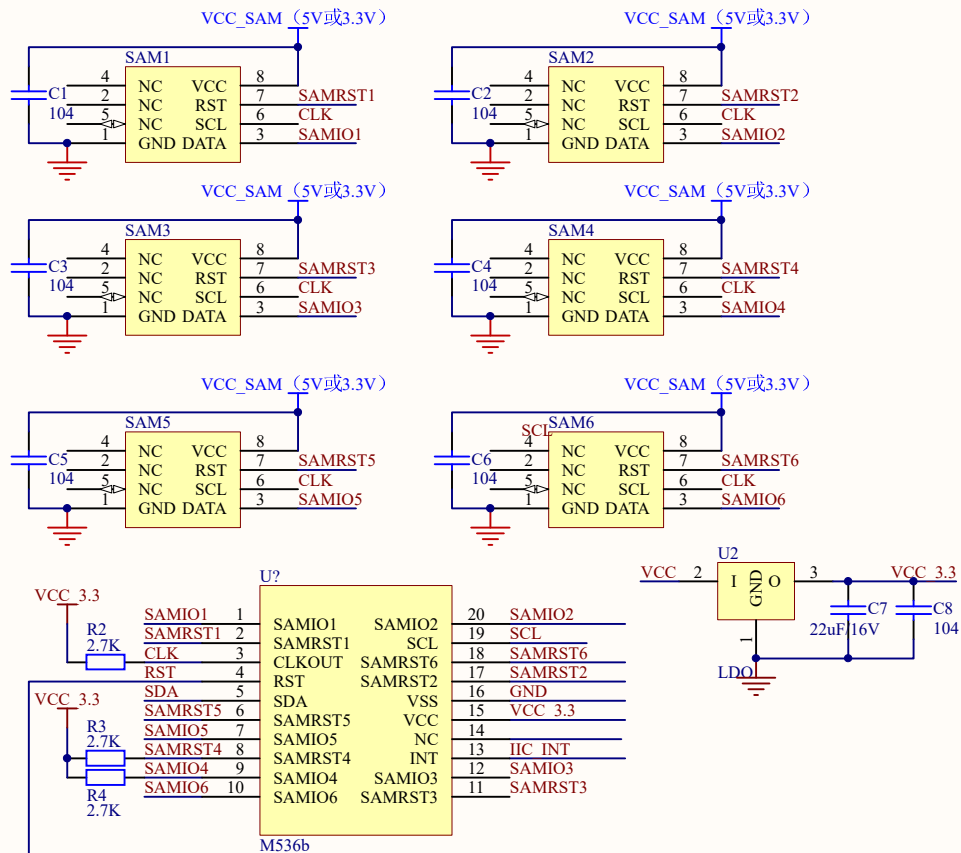 VCC_SAM（5V或3.3V）
SAM1
C1
104
4 NC VCC 8
2 NC RST 7 SAMRST1
5 NC SCL 6 CLK
1 GND DATA 3 SAMIO1
VCC_SAM（5V或3.3V）
SAM2
C2
104
4 NC VCC 8
2 NC RST 7 SAMRST2
5 NC SCL 6 CLK
1 GND DATA 3 SAMIO2
VCC_SAM（5V或3.3V）
SAM3
C3
104
4 NC VCC 8
2 NC RST 7 SAMRST3
5 NC SCL 6 CLK
1 GND DATA 3 SAMIO3
VCC_SAM（5V或3.3V）
SAM4
C4
104
4 NC VCC 8
2 NC RST 7 SAMRST4
5 NC SCL 6 CLK
1 GND DATA 3 SAMIO4
VCC_SAM（5V或3.3V）
SAM5
C5
104
4 NC VCC 8
2 NC RST 7 SAMRST5
5 NC SCL 6 CLK
1 GND DATA 3 SAMIO5
VCC_SAM（5V或3.3V）
SAM6
SCL
C6
104
4 NC VCC 8
2 NC RST 7 SAMRST6
5 NC SCL 6 CLK
1 GND DATA 3 SAMIO6
U?
VCC_3.3
R2
2.7K
VCC_3.3
R3
2.7K
R4
2.7K
SAMIO1 1 SAMIO1 SAMIO2 20 SAMIO2
SAMRST1 2 SAMRST1 SCL 19 SCL
CLK 3 CLKOUT SAMRST6 18 SAMRST6
RST 4 RST SAMRST2 17 SAMRST2
SDA 5 SDA VSS 16 GND
SAMRST5 6 SAMRST5 VCC 15 VCC_3.3
SAMIO5 7 SAMIO5 NC 14
SAMRST4 8 SAMRST4 INT 13 IIC_INT
SAMIO4 9 SAMIO4 SAMIO3 12 SAMIO3
SAMIO6 10 SAMIO6 SAMRST3 11 SAMRST3
M536b
U2
VCC 2 I GND O 3 VCC_3.3
1
LDO
C7
22uF/16V
C8
104